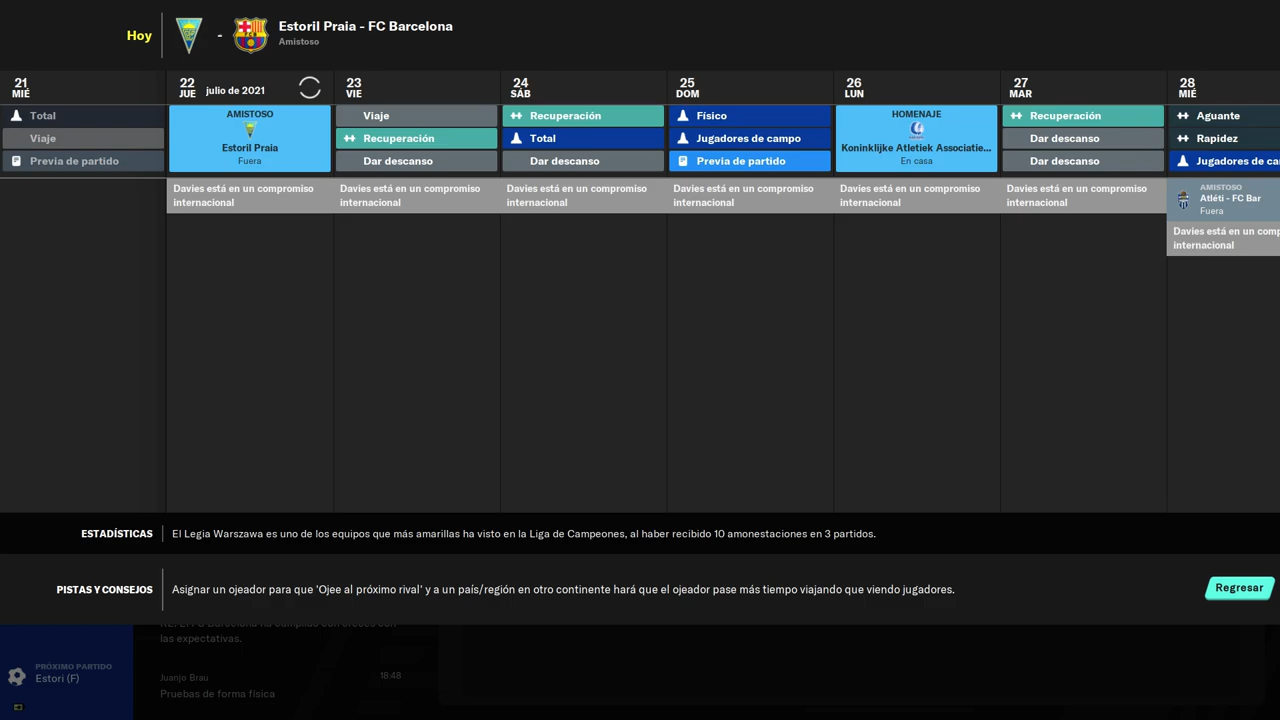 Hoy
-
Estoril Praia - FC Barcelona
Amistoso
21
MIÉ
Total
Viaje
Previa de partido
22
JUE
julio de 2021
AMISTOSO
Estoril Praia
Fuera
Davies está en un compromiso
internacional
23
VIE
Viaje
Recuperación
Dar descanso
Davies está en un compromiso
internacional
24
SÁB
Recuperación
Total
Dar descanso
Davies está en un compromiso
internacional
25
DOM
Físico
Jugadores de campo
Previa de partido
Davies está en un compromiso
internacional
26
LUN
HOMENAJE
Koninklijke Atletiek Associatie...
En casa
Davies está en un compromiso
internacional
27
MAR
Recuperación
Dar descanso
Dar descanso
Davies está en un compromiso
internacional
28
MIÉ
Aguante
Rapidez
Jugadores de ca
AMISTOSO
Atléti - FC Bar
Fuera
Davies está en un comp
internacional
ESTADÍSTICAS
El Legia Warszawa es uno de los equipos que más amarillas ha visto en la Liga de Campeones, al haber recibido 10 amonestaciones en 3 partidos.
PISTAS Y CONSEJOS
Asignar un ojeador para que 'Ojee al próximo rival' y a un país/región en otro continente hará que el ojeador pase más tiempo viajando que viendo jugadores.
Regresar
las expectativas.
PRÓXIMO PARTIDO
Estori (F)
Juanjo Brau
18:48
Pruebas de forma física